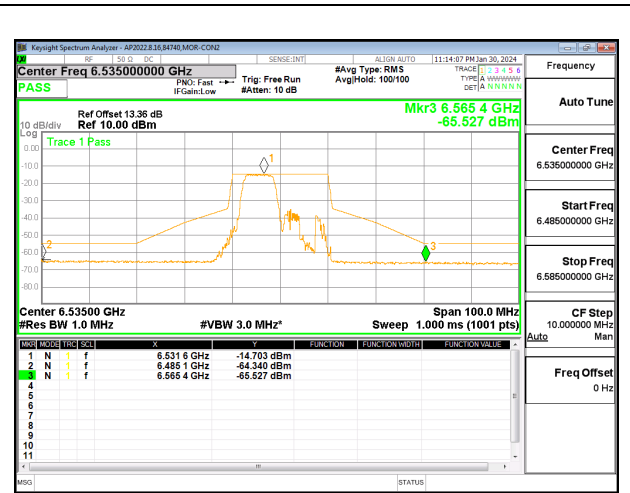 Keysight Spectrum Analyzer - AP2022.8.16,84740,MOR-CON2
RF 50 Ω DC SENSE:INT ALIGN AUTO 11:14:07 PM Jan 30, 2024
Center Freq 6.535000000 GHz
PASS
PNO: Fast
IFGain:Low
Trig: Free Run
#Atten: 10 dB
#Avg Type: RMS
Avg|Hold: 100/100
TRACE 1 2 3 4 5 6
TYPE A WWWWW
DET A N N N N N
Ref Offset 13.36 dB
Ref 10.00 dBm
Mkr3 6.565 4 GHz
-65.527 dBm
10 dB/div
Log
Trace 1 Pass
0.00
-10.0
-20.0
-30.0
-40.0
-50.0
-60.0
-70.0
-80.0
1
2
3
Center 6.53500 GHz
Span 100.0 MHz
#Res BW 1.0 MHz
#VBW 3.0 MHz*
Sweep 1.000 ms (1001 pts)
MKR MODE TRC SCL X Y FUNCTION FUNCTION WIDTH FUNCTION VALUE
1 N 1 f 6.531 6 GHz -14.703 dBm
2 N 1 f 6.485 1 GHz -64.340 dBm
3 N 1 f 6.565 4 GHz -65.527 dBm
4
5
6
7
8
9
10
11
MSG
STATUS
Frequency
Auto Tune
Center Freq
6.535000000 GHz
Start Freq
6.485000000 GHz
Stop Freq
6.585000000 GHz
CF Step
10.000000 MHz
Auto Man
Freq Offset
0 Hz